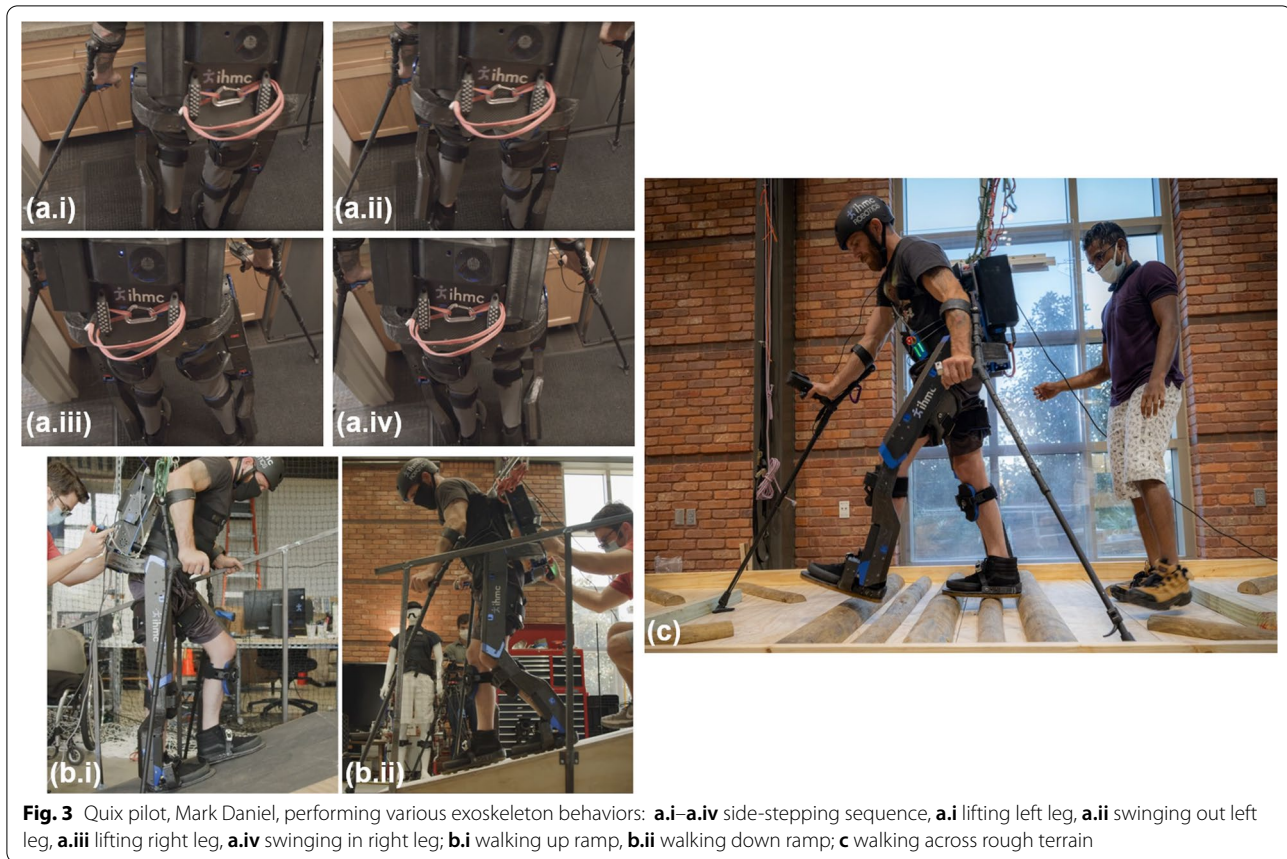 ihmc
(a.i)
ihmc
(a.ii)
ihmc
(a.iii)
ihmc
(a.iv)
ihmc
(b.i)
ihmc
(b.ii)
ihmc
ROBOTICS
ihmc
(c)
Fig. 3 Quix pilot, Mark Daniel, performing various exoskeleton behaviors: a.i–a.iv side-stepping sequence, a.i lifting left leg, a.ii swinging out left
leg, a.iii lifting right leg, a.iv swinging in right leg; b.i walking up ramp, b.ii walking down ramp; c walking across rough terrain